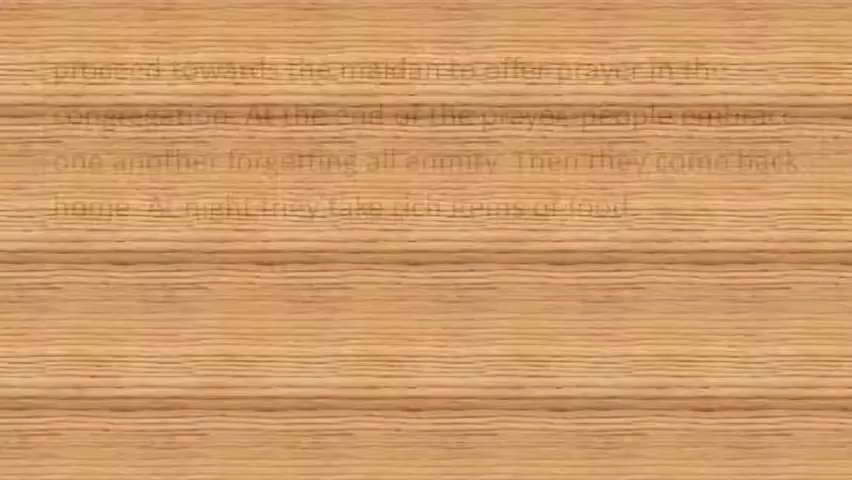 proceed towards the maidan to offer prayer in the
congregation. At the end of the prayer, people embrace
one another forgetting all enmity. Then they come back
home. At night they take rich items of food.